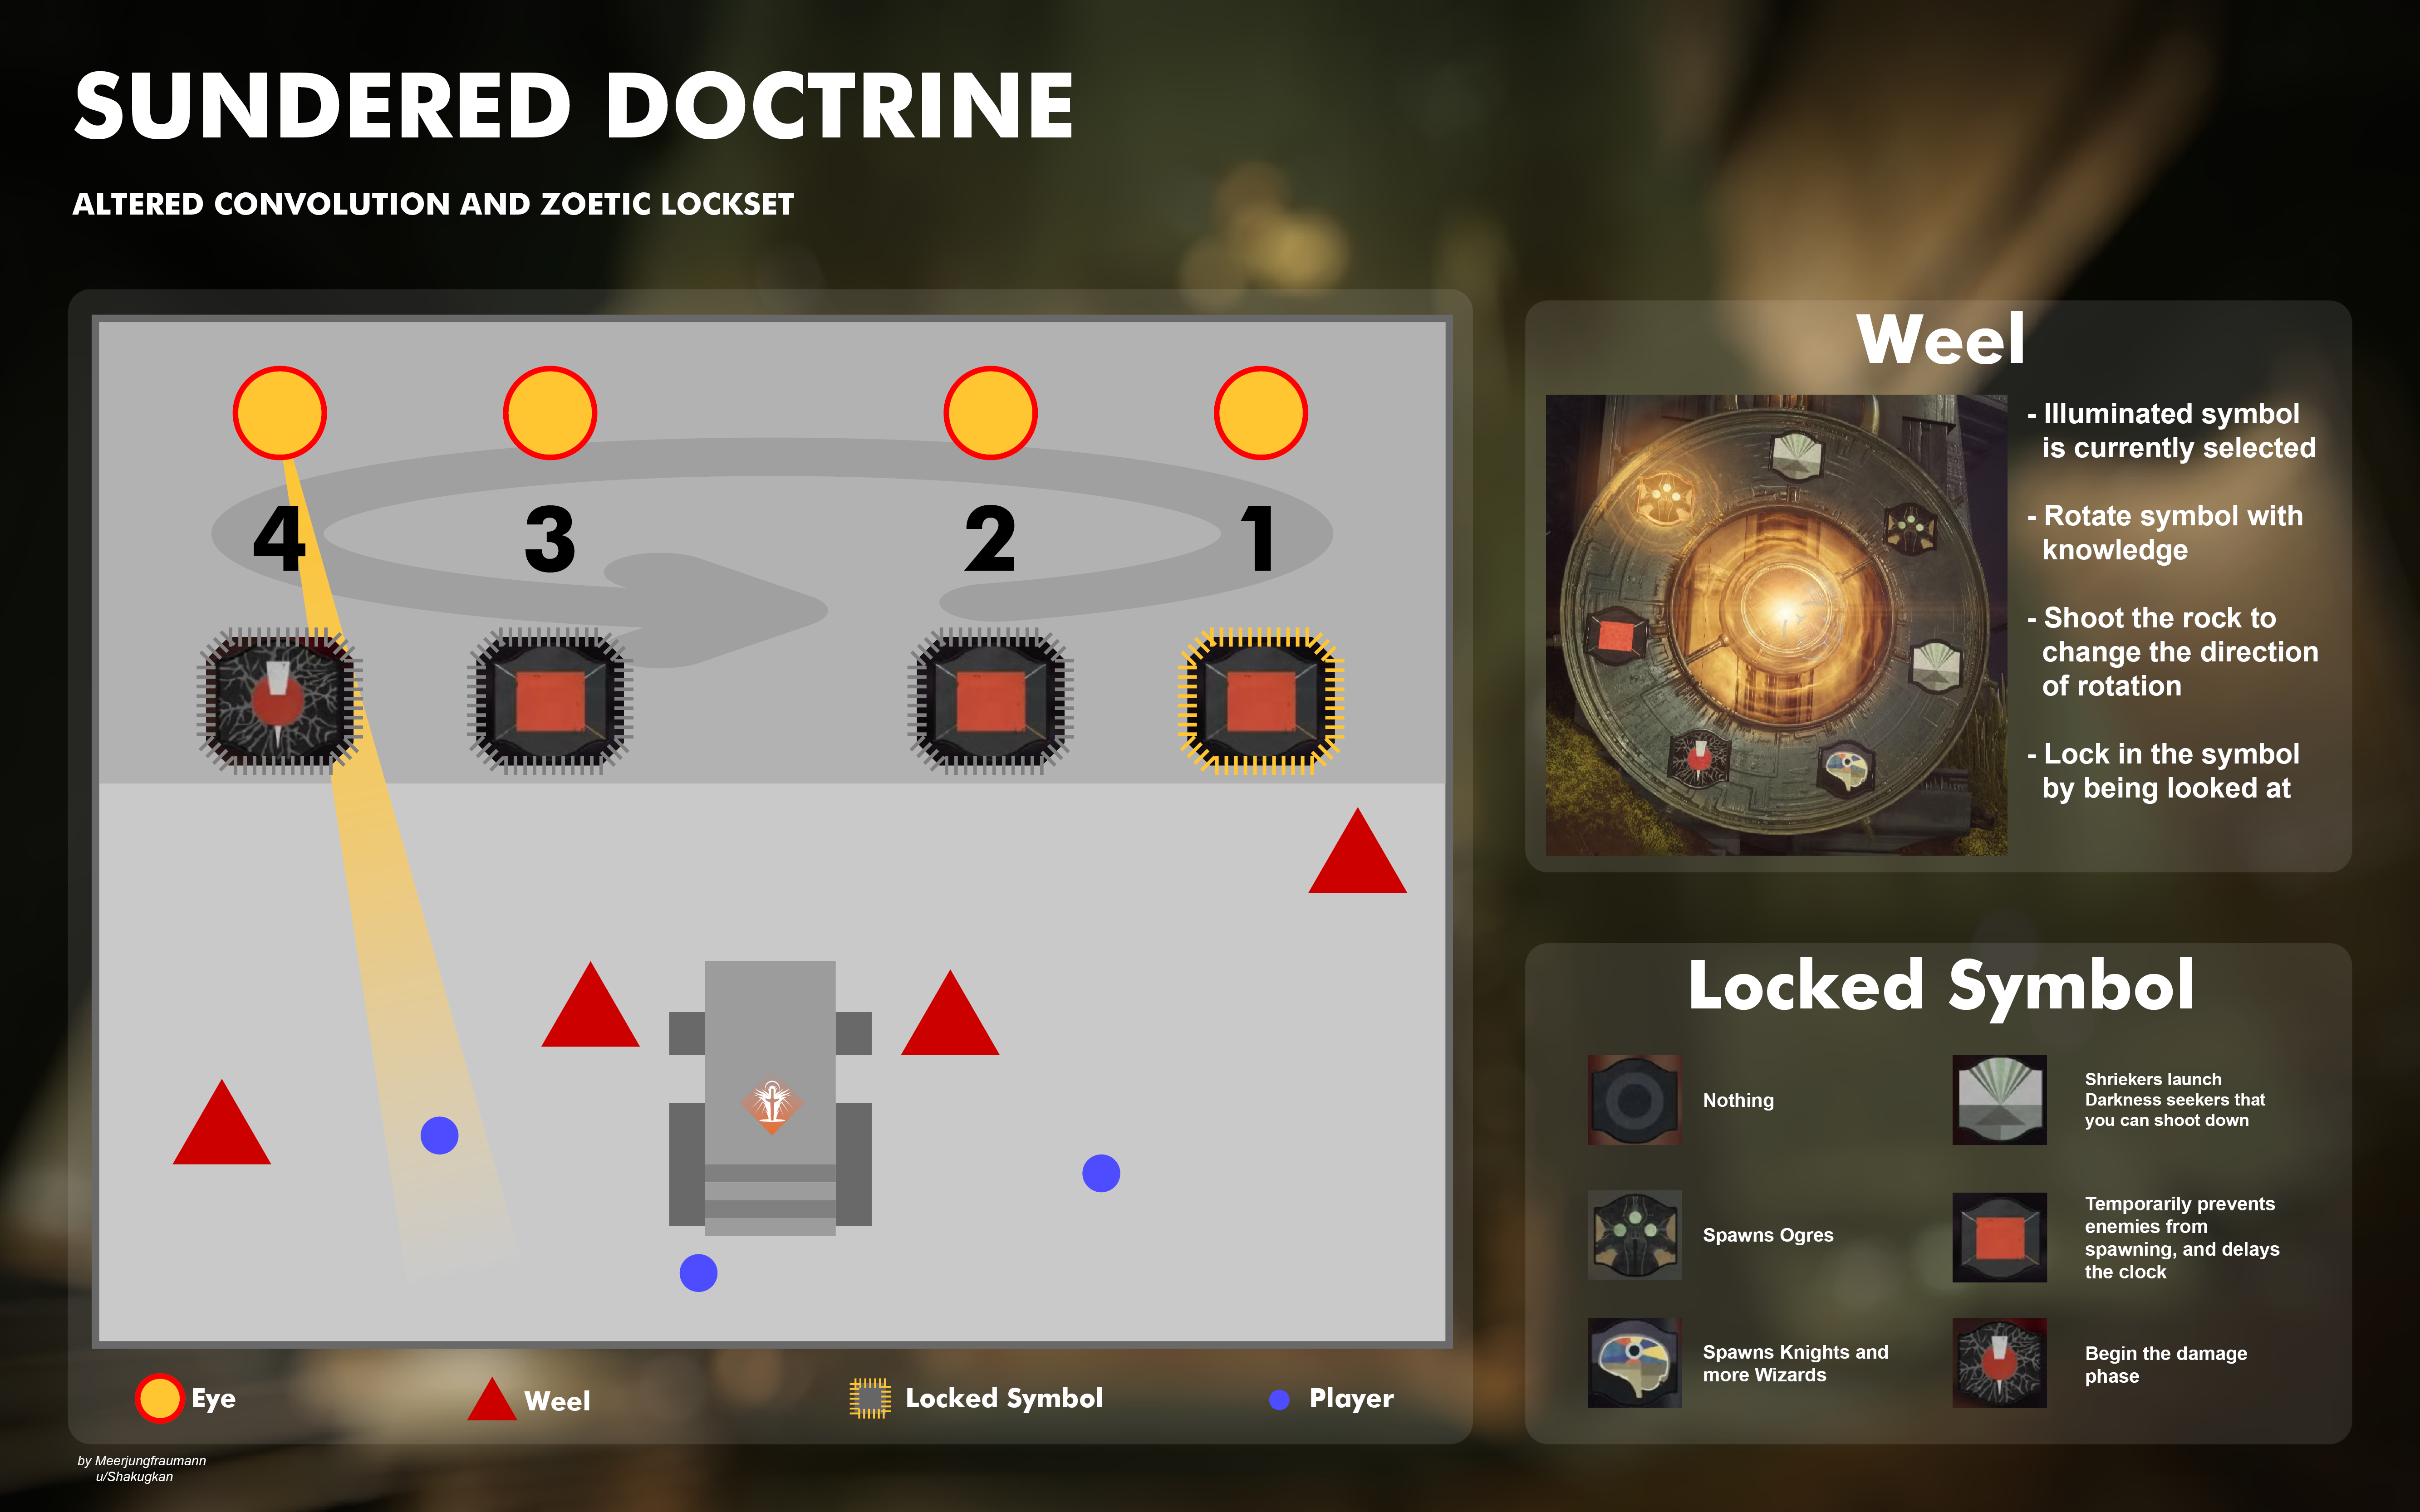 SUNDERED DOCTRINE
ALTERED CONVOLUTION AND ZOETIC LOCKSET
4 3 2 1
Eye
Weel
Locked Symbol
Player
by Meerjungfraumann
u/Shakugkan
Weel
- Illuminated symbol
is currently selected
- Rotate symbol with
knowledge
- Shoot the rock to
change the direction
of rotation
- Lock in the symbol
by being looked at
Locked Symbol
Nothing
Shriekers launch
Darkness seekers that
you can shoot down
Spawns Ogres
Temporarily prevents
enemies from
spawning, and delays
the clock
Spawns Knights and
more Wizards
Begin the damage
phase